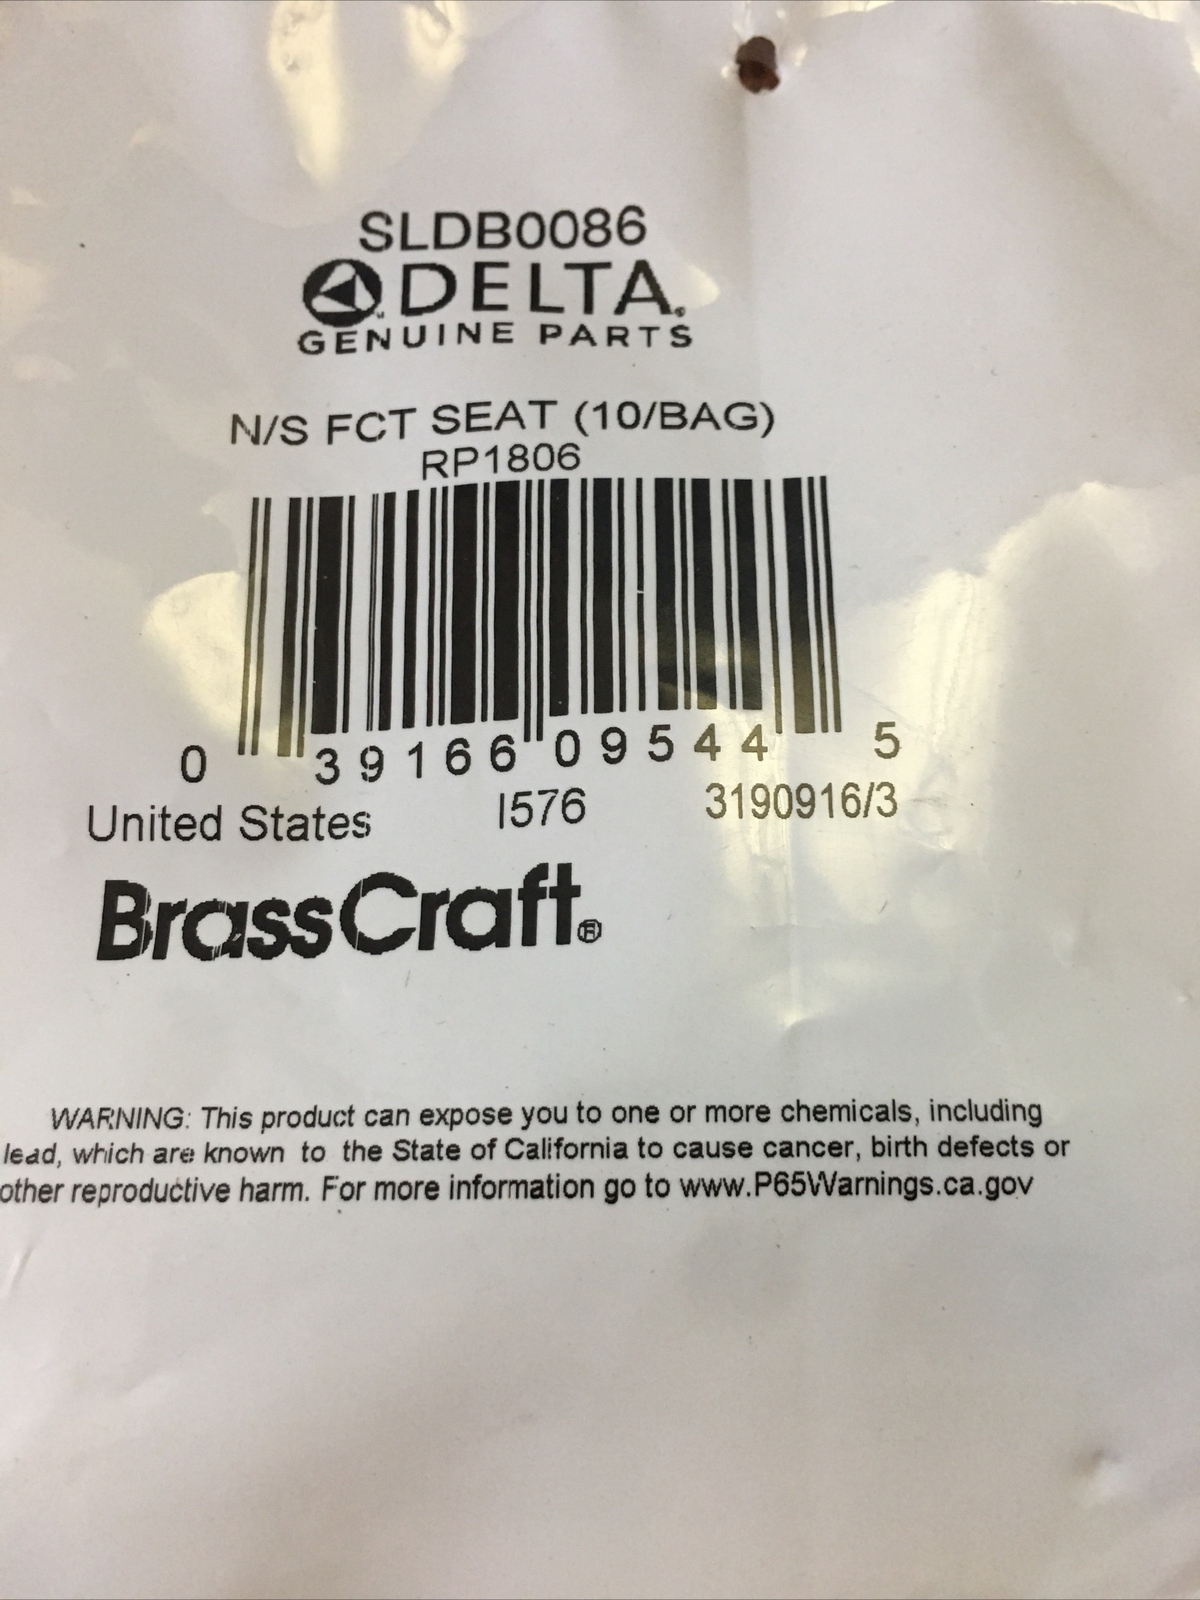 SLDB0086
DELTA®
GENUINE PARTS
N/S FCT SEAT (10/BAG)
RP1806
0 39166 09544 5
United States I576 3190916/3
BrassCraft®
WARNING: This product can expose you to one or more chemicals, including
lead, which are known to the State of California to cause cancer, birth defects or
other reproductive harm. For more information go to www.P65Warnings.ca.gov